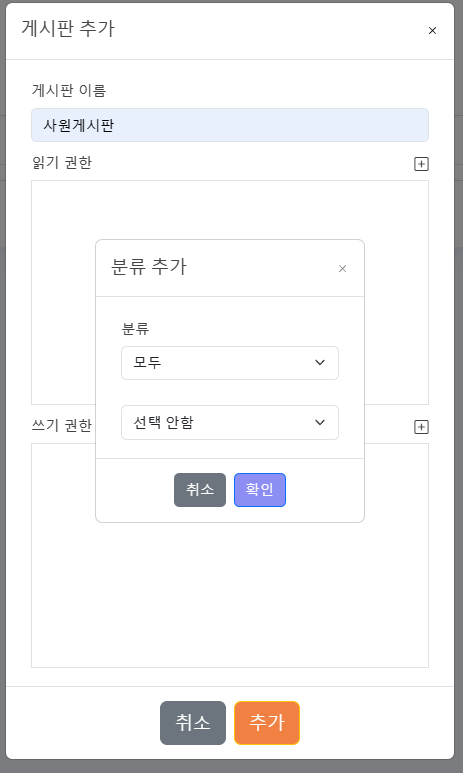 게시판 추가
×
게시판 이름
사원게시판
읽기 권한
분류 추가
×
분류
모두
선택 안함
취소 확인
쓰기 권한
취소 추가